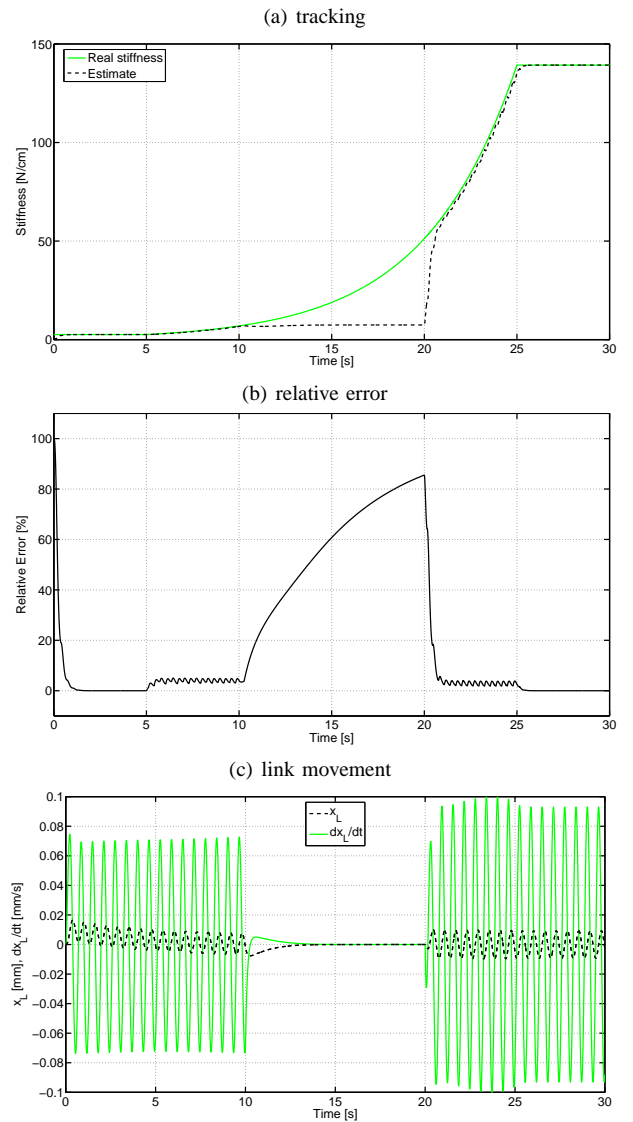 (a) tracking
150
100
50
0
Stiffness [N/cm]
Real stiffness
Estimate
0 5 10 15 20 25 30
Time [s]
(b) relative error
100
80
60
40
20
0
Relative Error [%]
0 5 10 15 20 25 30
Time [s]
(c) link movement
0.1
0.08
0.06
0.04
0.02
0
−0.02
−0.04
−0.06
−0.08
−0.1
x_L [mm], dx_L/dt [mm/s]
x_L
dx_L/dt
0 5 10 15 20 25 30
Time [s]